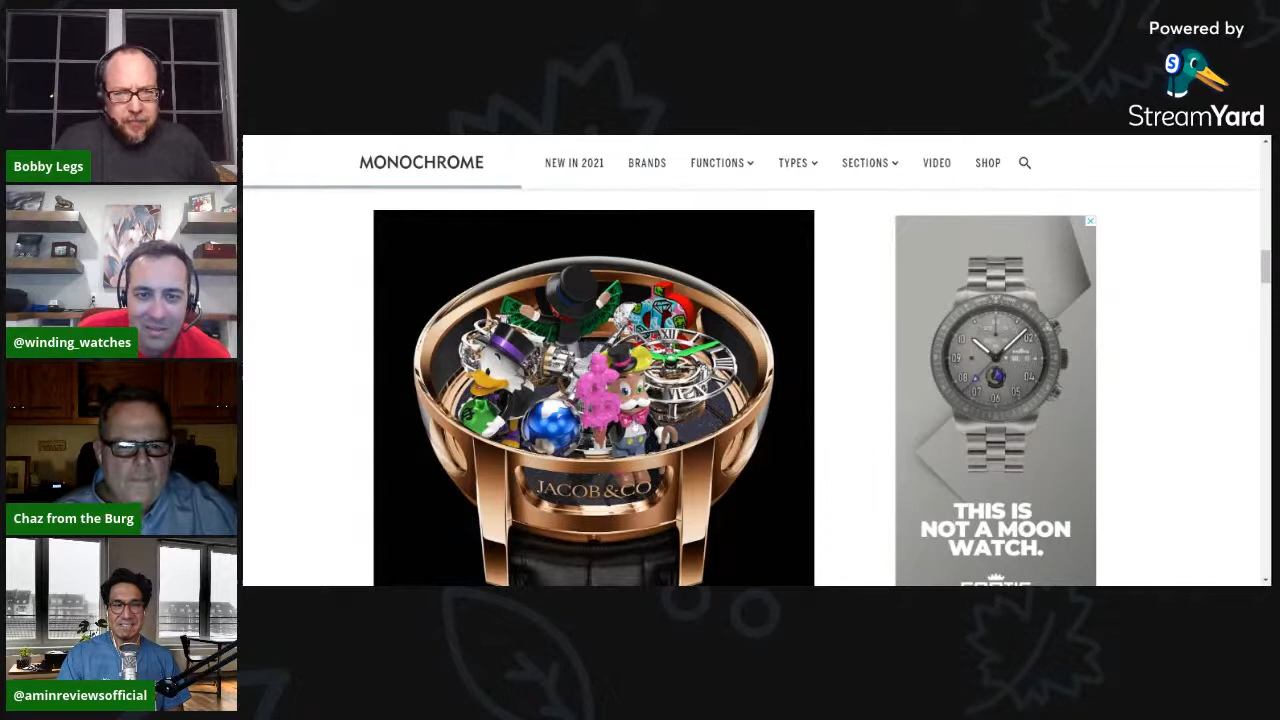 Powered by
StreamYard
Bobby Legs
@winding_watches
Chaz from the Burg
@aminreviewsofficial
MONOCHROME
NEW IN 2021 BRANDS FUNCTIONS TYPES SECTIONS VIDEO SHOP
JACOB & CO
THIS IS
NOT A MOON
WATCH.